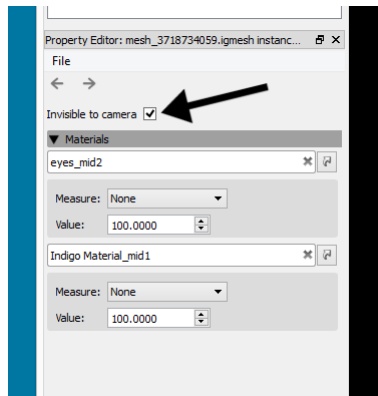 Property Editor: mesh_3718734059.igmesh instanc...
File
Invisible to camera
Materials
eyes_mid2
Measure: None
Value: 100.0000
Indigo Material_mid1
Measure: None
Value: 100.0000